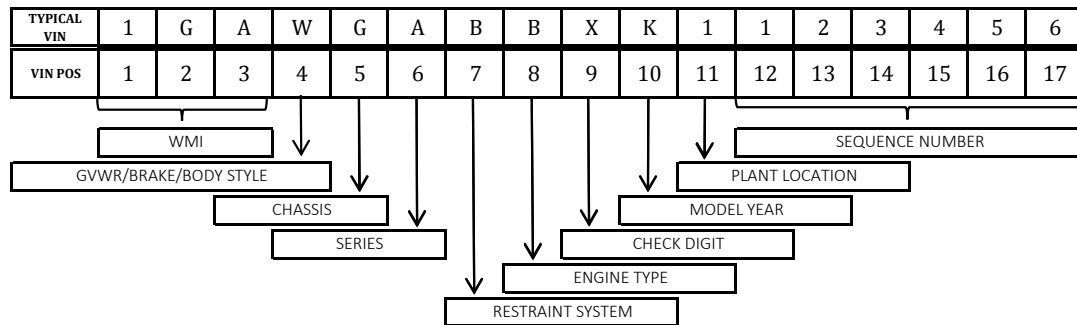 TYPICAL VIN 1 G A W G A B B X K 1 1 2 3 4 5 6
VIN POS 1 2 3 4 5 6 7 8 9 10 11 12 13 14 15 16 17
WMI SEQUENCE NUMBER
GVWR/BRAKE/BODY STYLE PLANT LOCATION
CHASSIS MODEL YEAR
SERIES CHECK DIGIT
ENGINE TYPE
RESTRAINT SYSTEM